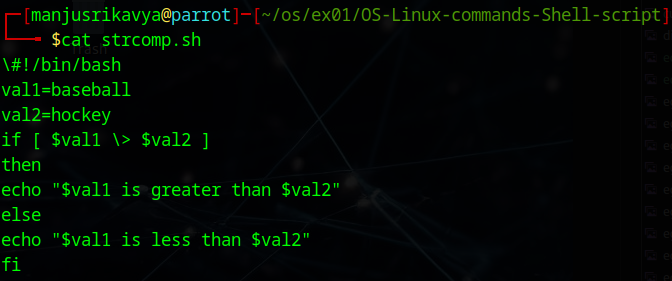 ┌─[manjusrikavya@parrot]─[~/os/ex01/OS-Linux-commands-Shell-script]
└──╼ $cat strcomp.sh
\#!/bin/bash
val1=baseball
val2=hockey
if [ $val1 \> $val2 ]
then
echo "$val1 is greater than $val2"
else
echo "$val1 is less than $val2"
fi